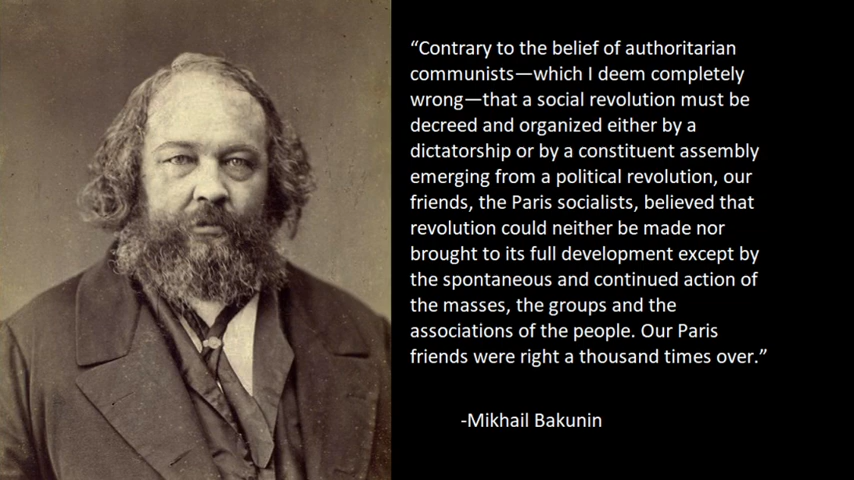 “Contrary to the belief of authoritarian
communists—which I deem completely
wrong—that a social revolution must be
decreed and organized either by a
dictatorship or by a constituent assembly
emerging from a political revolution, our
friends, the Paris socialists, believed that
revolution could neither be made nor
brought to its full development except by
the spontaneous and continued action of
the masses, the groups and the
associations of the people. Our Paris
friends were right a thousand times over.”
-Mikhail Bakunin